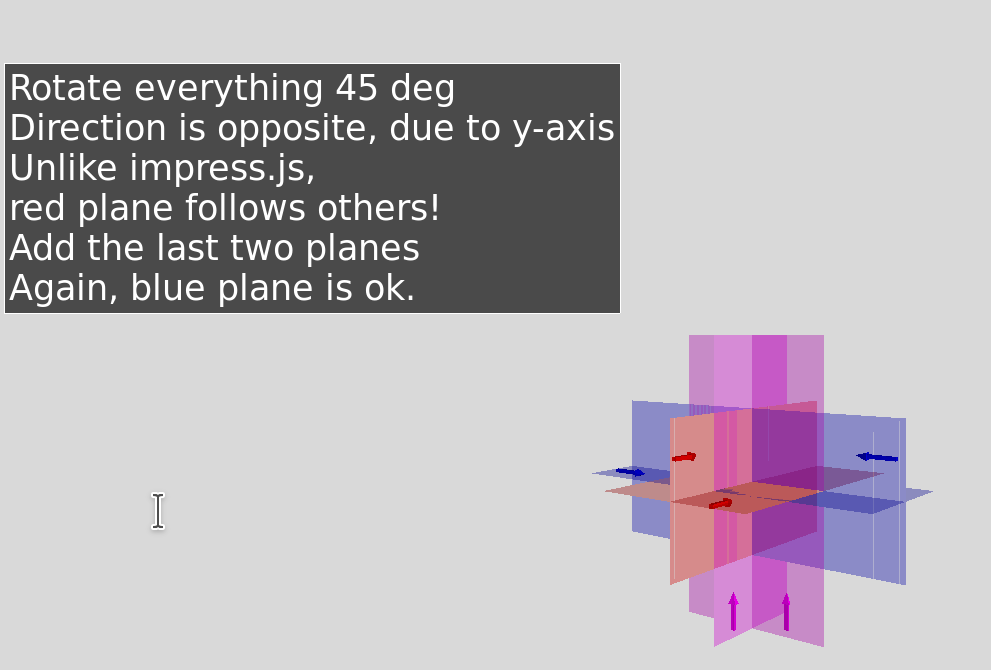 Rotate everything 45 deg
Direction is opposite, due to y-axis
Unlike impress.js,
red plane follows others!
Add the last two planes
Again, blue plane is ok.